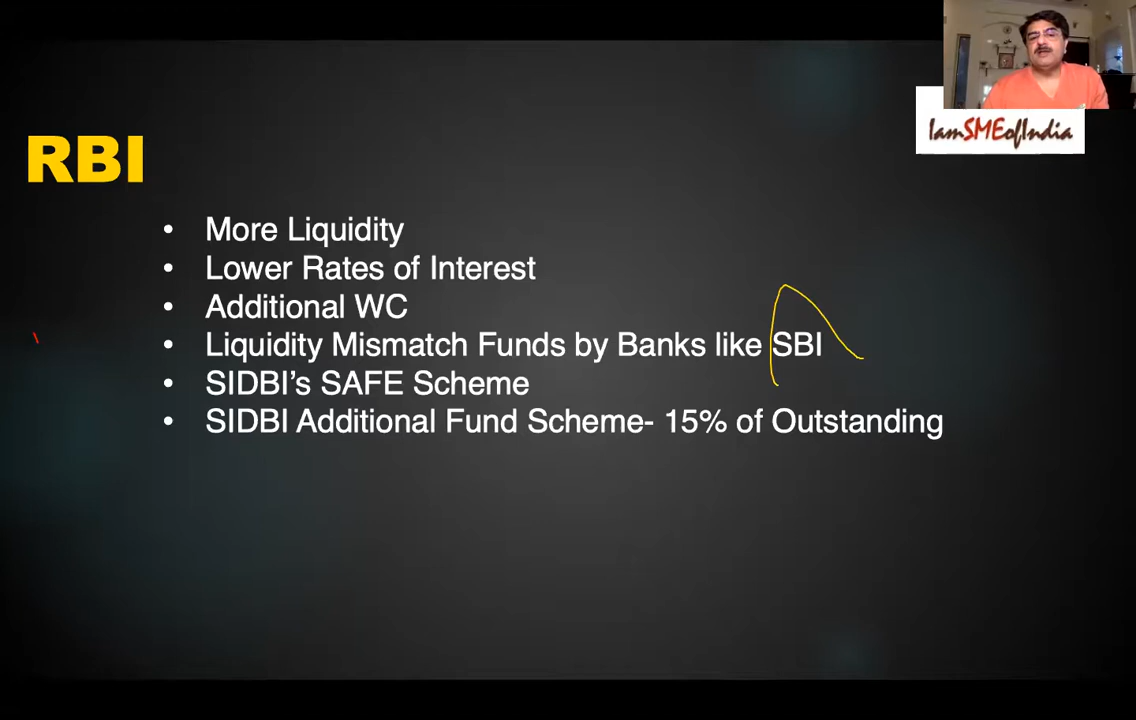 IamSMEofIndia
RBI
• More Liquidity
• Lower Rates of Interest
• Additional WC
• Liquidity Mismatch Funds by Banks like SBI
• SIDBI’s SAFE Scheme
• SIDBI Additional Fund Scheme- 15% of Outstanding